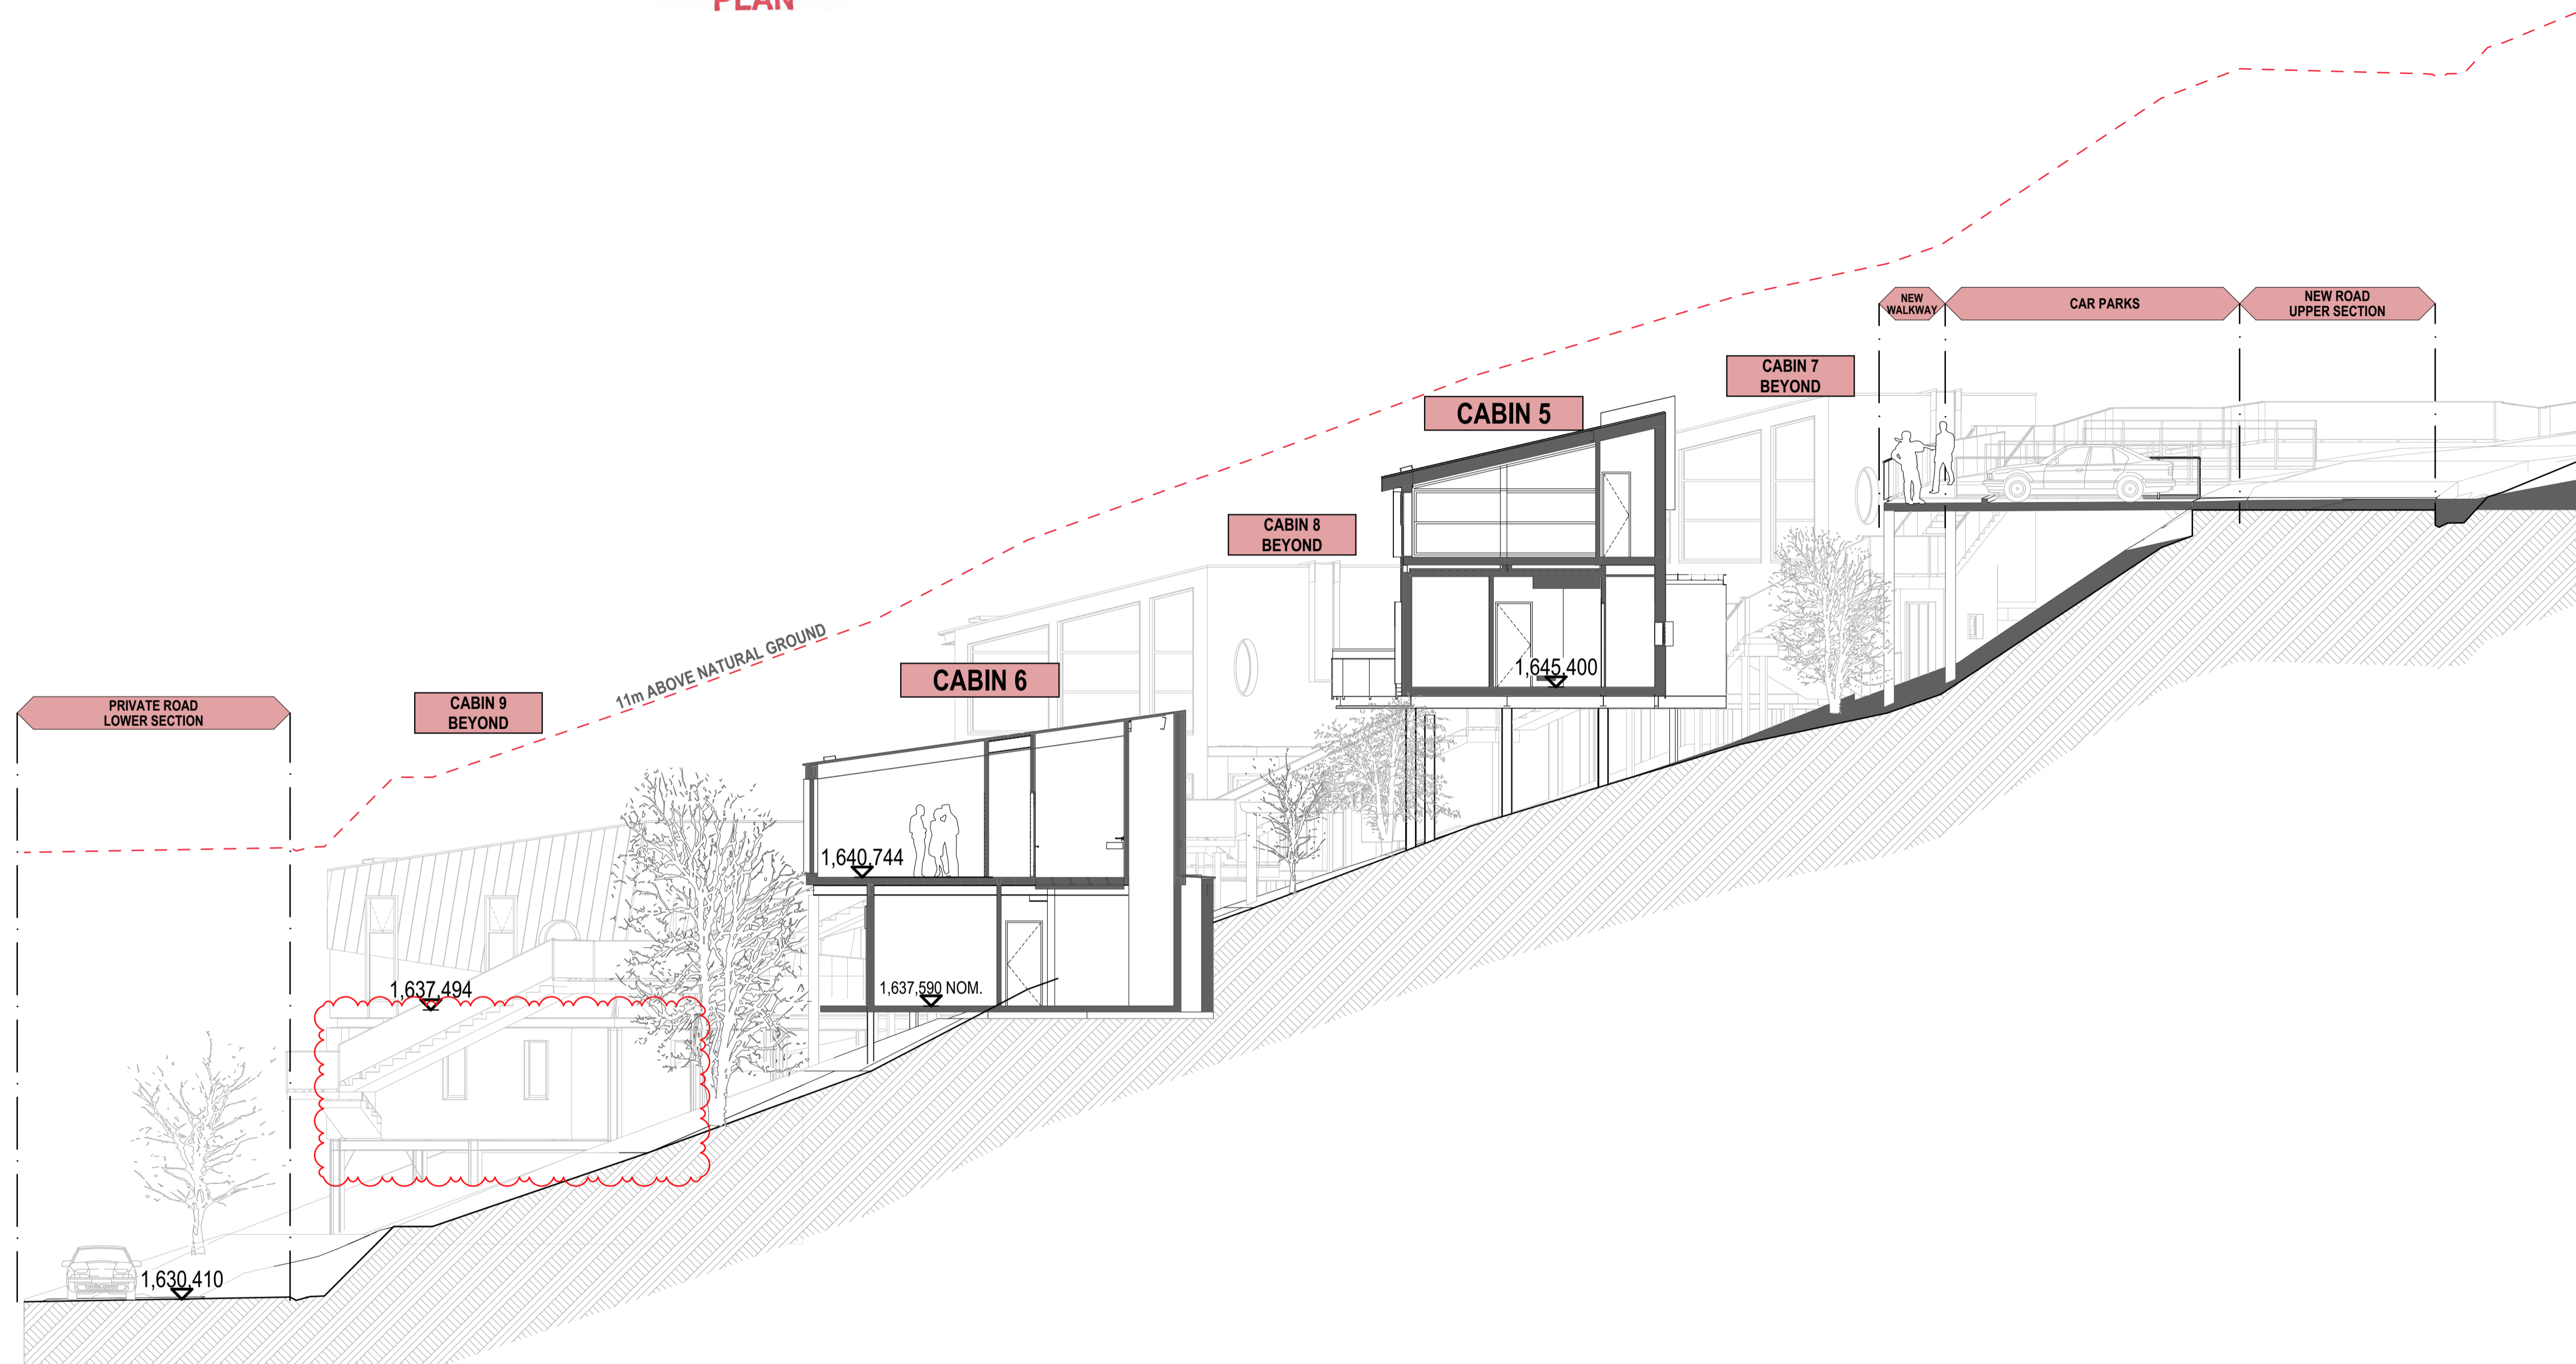 PLAN
NEW
WALKWAY
CAR PARKS
NEW ROAD
UPPER SECTION
CABIN 7
BEYOND
CABIN 5
CABIN 8
BEYOND
11m ABOVE NATURAL GROUND
1,645,400
CABIN 6
PRIVATE ROAD
LOWER SECTION
CABIN 9
BEYOND
1,640,744
1,637,494
1,637,590 NOM.
1,630,410